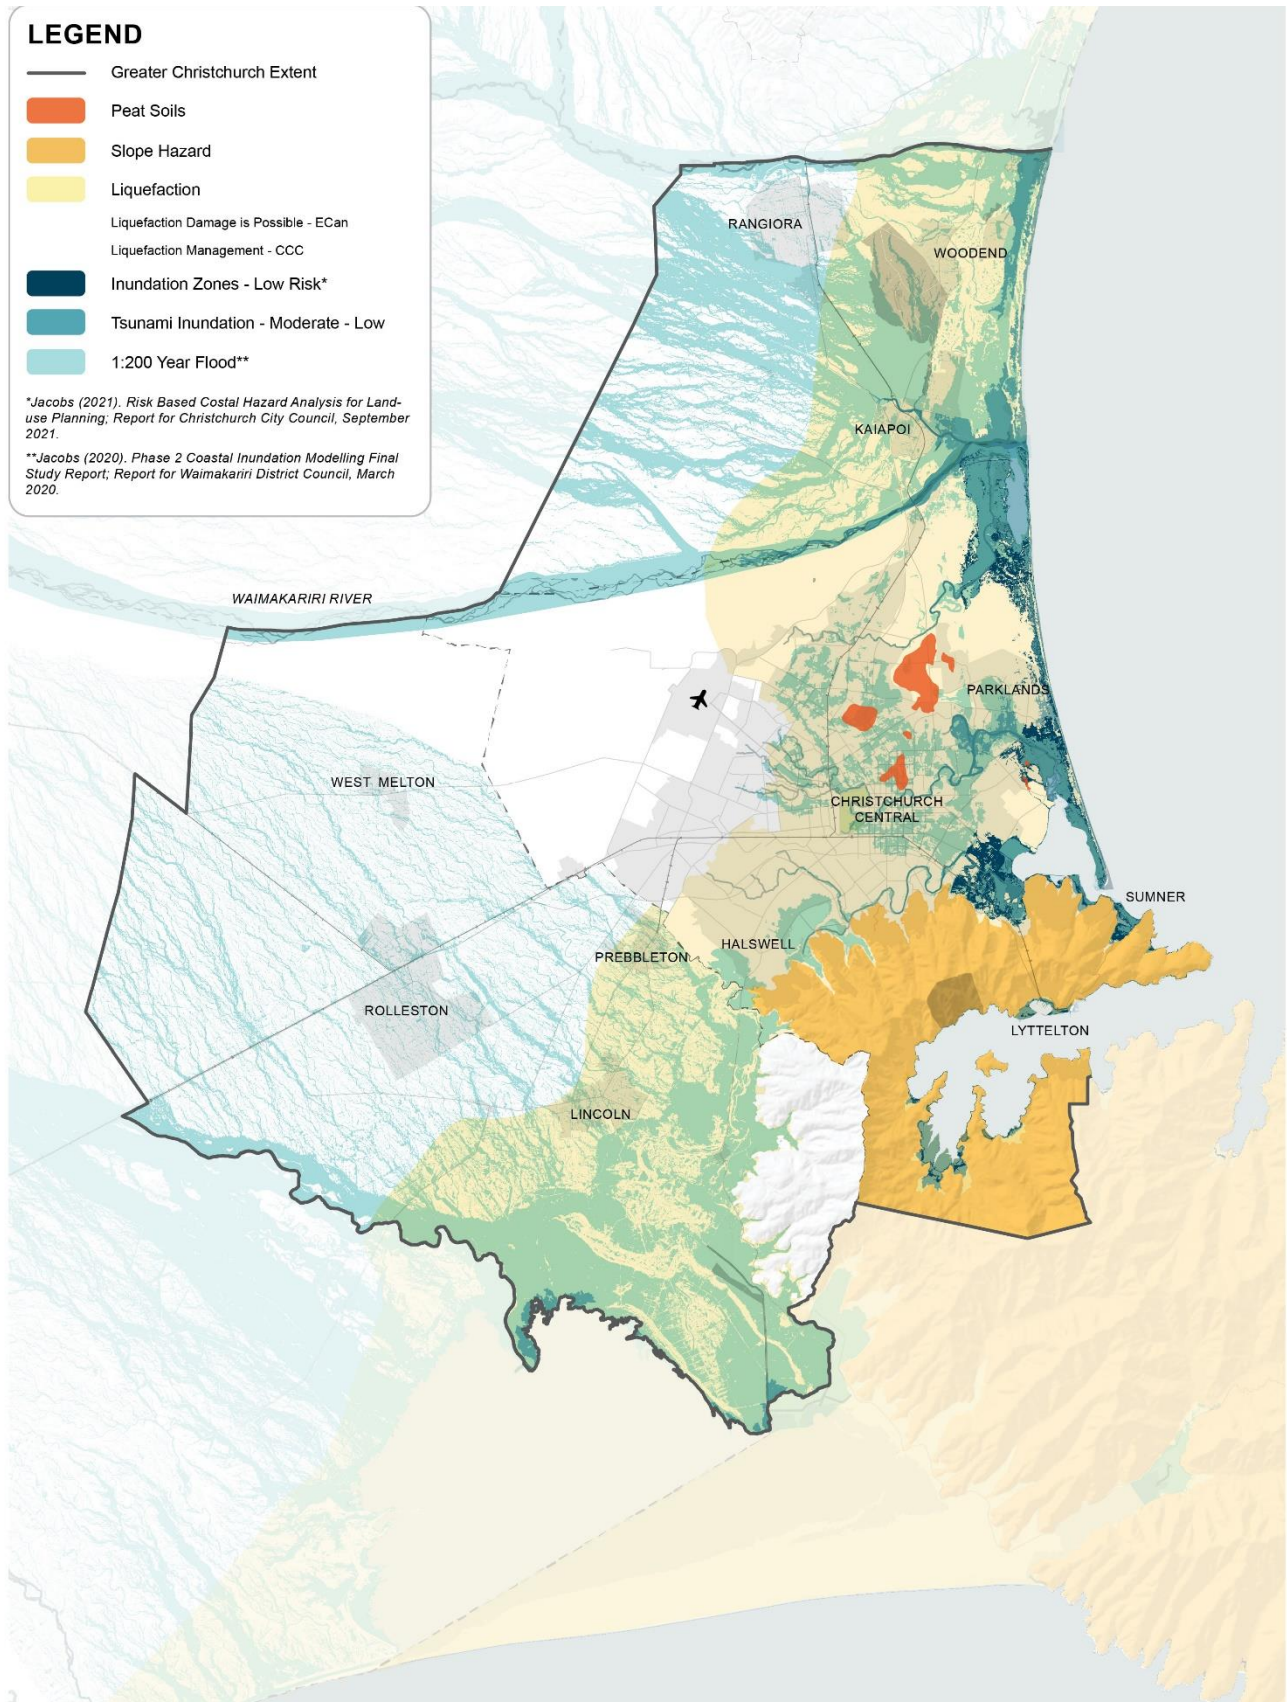 LEGEND
Greater Christchurch Extent
Peat Soils
Slope Hazard
Liquefaction
Liquefaction Damage is Possible - ECan
Liquefaction Management - CCC
Inundation Zones - Low Risk*
Tsunami Inundation - Moderate - Low
1:200 Year Flood**
*Jacobs (2021). Risk Based Costal Hazard Analysis for Land-
use Planning; Report for Christchurch City Council, September
2021.
**Jacobs (2020). Phase 2 Coastal Inundation Modelling Final
Study Report; Report for Waimakariri District Council, March
2020.
RANGIORA
WOODEND
KAIAPOI
WAIMAKARIRI RIVER
PARKLANDS
WEST MELTON
CHRISTCHURCH
CENTRAL
SUMNER
HALSWELL
PREBBLETON
ROLLESTON
LYTTELTON
LINCOLN